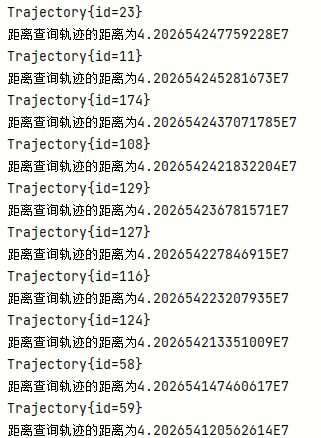 Trajectory{id=23}
距离查询轨迹的距离为4.202654247759228E7
Trajectory{id=11}
距离查询轨迹的距离为4.202654245281673E7
Trajectory{id=174}
距离查询轨迹的距离为4.2026542437071785E7
Trajectory{id=108}
距离查询轨迹的距离为4.2026542421832204E7
Trajectory{id=129}
距离查询轨迹的距离为4.202654236781571E7
Trajectory{id=127}
距离查询轨迹的距离为4.202654227846915E7
Trajectory{id=116}
距离查询轨迹的距离为4.202654223207935E7
Trajectory{id=124}
距离查询轨迹的距离为4.202654213351009E7
Trajectory{id=58}
距离查询轨迹的距离为4.202654147460617E7
Trajectory{id=59}
距离查询轨迹的距离为4.202654120562614E7